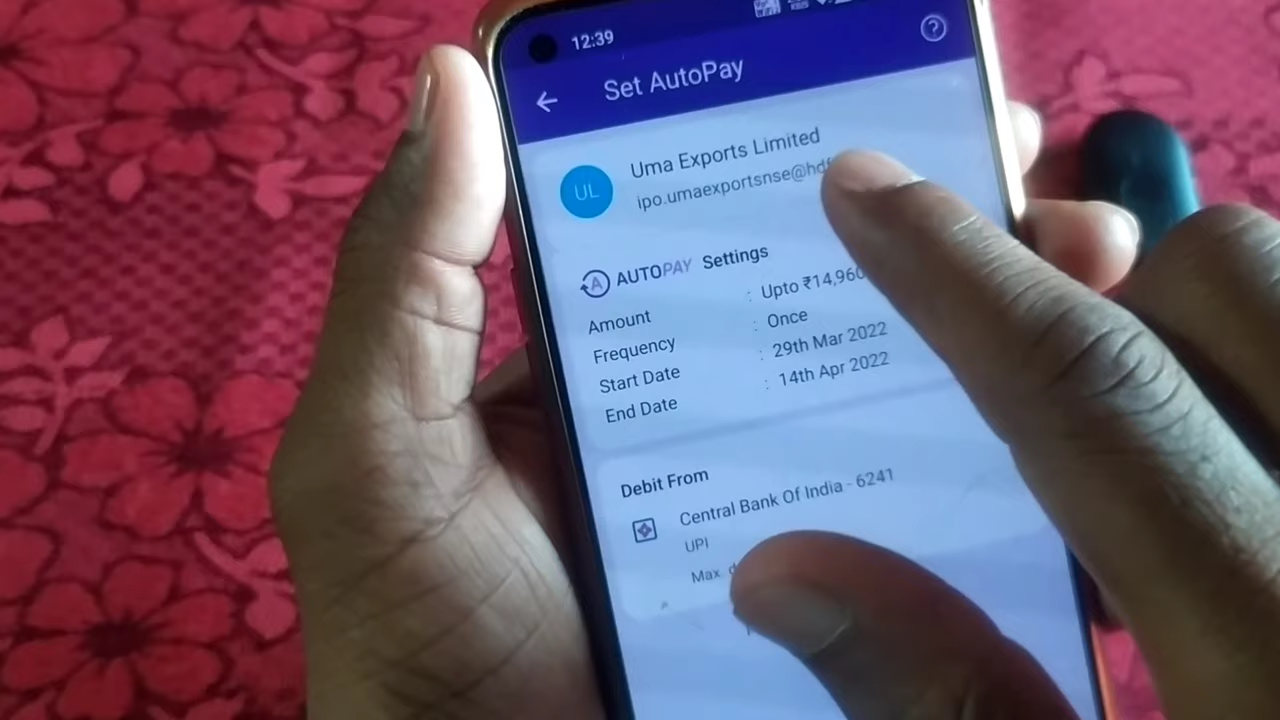 12:39
Set AutoPay
?
UL
Uma Exports Limited
ipo.umaexportsnse@hdf
A AUTOPAY Settings
Amount : Upto ₹14,960
Frequency : Once
Start Date : 29th Mar 2022
End Date : 14th Apr 2022
Debit From
Central Bank Of India - 6241
UPI
Max.